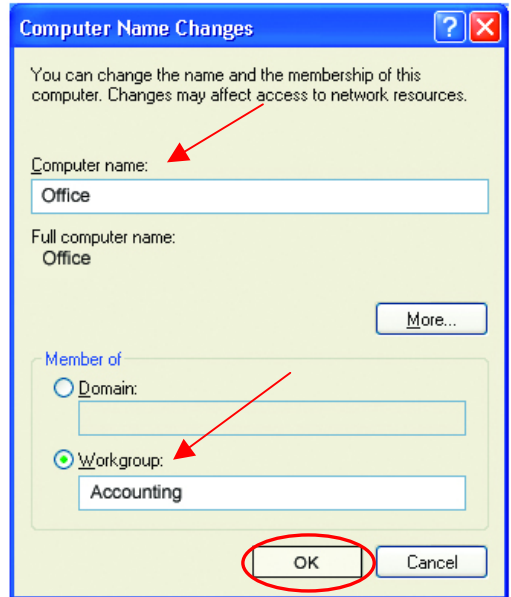 Computer Name Changes
You can change the name and the membership of this
computer. Changes may affect access to network resources.
Computer name:
Office
Full computer name:
Office
More...
Member of
Domain:
Workgroup:
Accounting
OK
Cancel